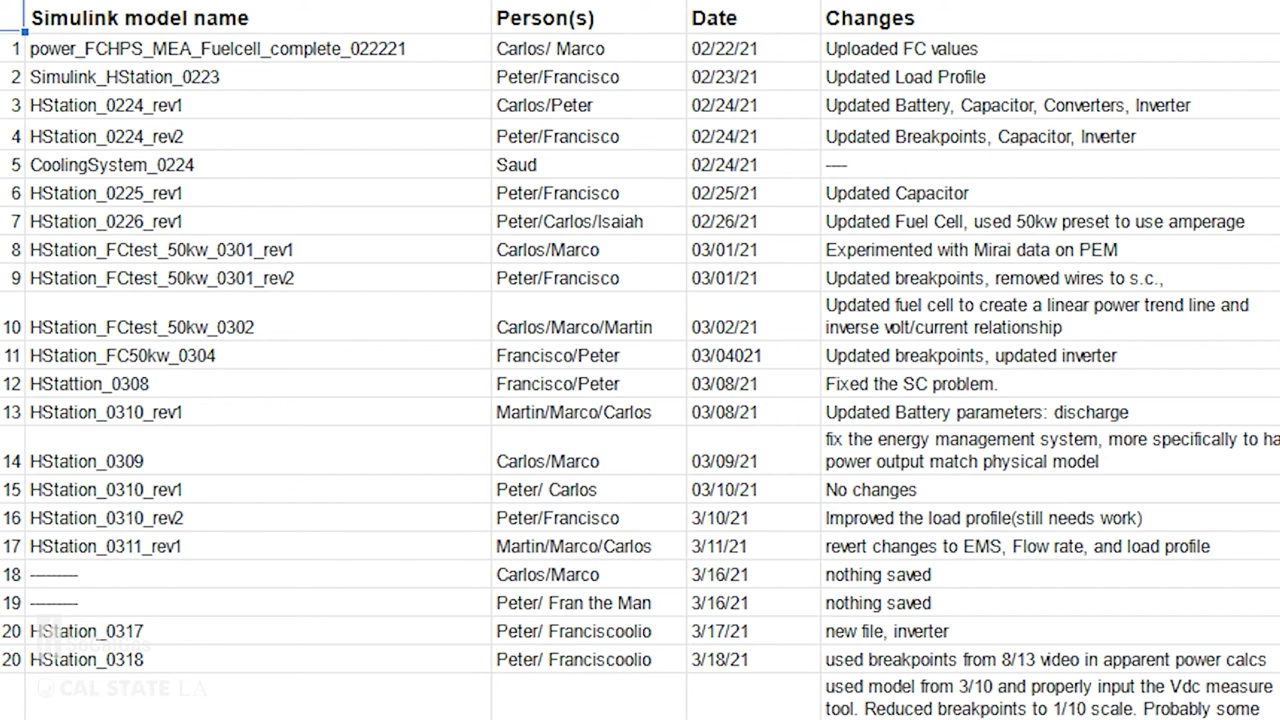 Simulink model name Person(s) Date Changes
1 power_FCHPS_MEA_Fuelcell_complete_022221 Carlos/ Marco 02/22/21 Uploaded FC values
2 Simulink_HStation_0223 Peter/Francisco 02/23/21 Updated Load Profile
3 HStation_0224_rev1 Carlos/Peter 02/24/21 Updated Battery, Capacitor, Converters, Inverter
4 HStation_0224_rev2 Peter/Francisco 02/24/21 Updated Breakpoints, Capacitor, Inverter
5 CoolingSystem_0224 Saud 02/24/21 ----
6 HStation_0225_rev1 Peter/Francisco 02/25/21 Updated Capacitor
7 HStation_0226_rev1 Peter/Carlos/Isaiah 02/26/21 Updated Fuel Cell, used 50kw preset to use amperage
8 HStation_FCtest_50kw_0301_rev1 Carlos/Marco 03/01/21 Experimented with Mirai data on PEM
9 HStation_FCtest_50kw_0301_rev2 Peter/Francisco 03/01/21 Updated breakpoints, removed wires to s.c.,
Updated fuel cell to create a linear power trend line and
10 HStation_FCtest_50kw_0302 Carlos/Marco/Martin 03/02/21 inverse volt/current relationship
11 HStation_FC50kw_0304 Francisco/Peter 03/04021 Updated breakpoints, updated inverter
12 HStattion_0308 Francisco/Peter 03/08/21 Fixed the SC problem.
13 HStation_0310_rev1 Martin/Marco/Carlos 03/08/21 Updated Battery parameters: discharge
fix the energy management system, more specifically to ha
14 HStation_0309 Carlos/Marco 03/09/21 power output match physical model
15 HStation_0310_rev1 Peter/ Carlos 03/10/21 No changes
16 HStation_0310_rev2 Peter/Francisco 3/10/21 Improved the load profile(still needs work)
17 HStation_0311_rev1 Martin/Marco/Carlos 3/11/21 revert changes to EMS, Flow rate, and load profile
18 --------- Carlos/Marco 3/16/21 nothing saved
19 --------- Peter/ Fran the Man 3/16/21 nothing saved
20 HStation_0317 Peter/ Franciscoolio 3/17/21 new file, inverter
20 HStation_0318 Peter/ Franciscoolio 3/18/21 used breakpoints from 8/13 video in apparent power calcs
CAL STATE LA
used model from 3/10 and properly input the Vdc measure
tool. Reduced breakpoints to 1/10 scale. Probably some